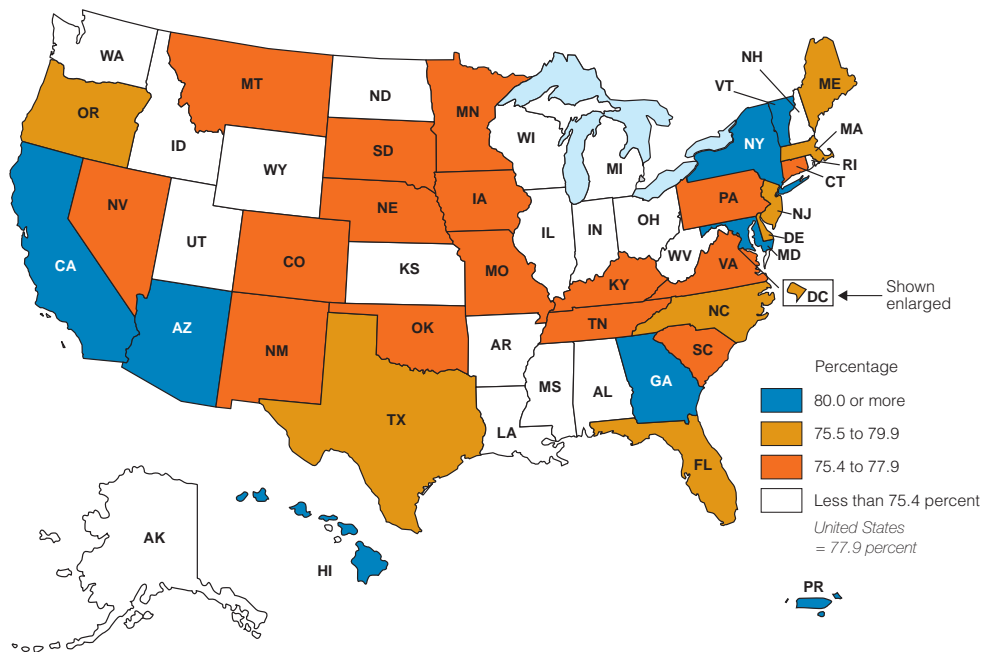 WA
MT
ND
MN
OR
ID
SD
WI
WY
MI
NH
VT
ME
NY
MA
RI
CT
NV
UT
NE
IA
PA
NJ
CA
CO
KS
MO
IL
IN
OH
WV
VA
DE
MD
KY
DC
Shown
enlarged
AZ
NM
OK
AR
TN
NC
SC
TX
LA
MS
AL
GA
FL
Percentage
80.0 or more
75.5 to 79.9
75.4 to 77.9
Less than 75.4 percent
United States
= 77.9 percent
AK
HI
PR